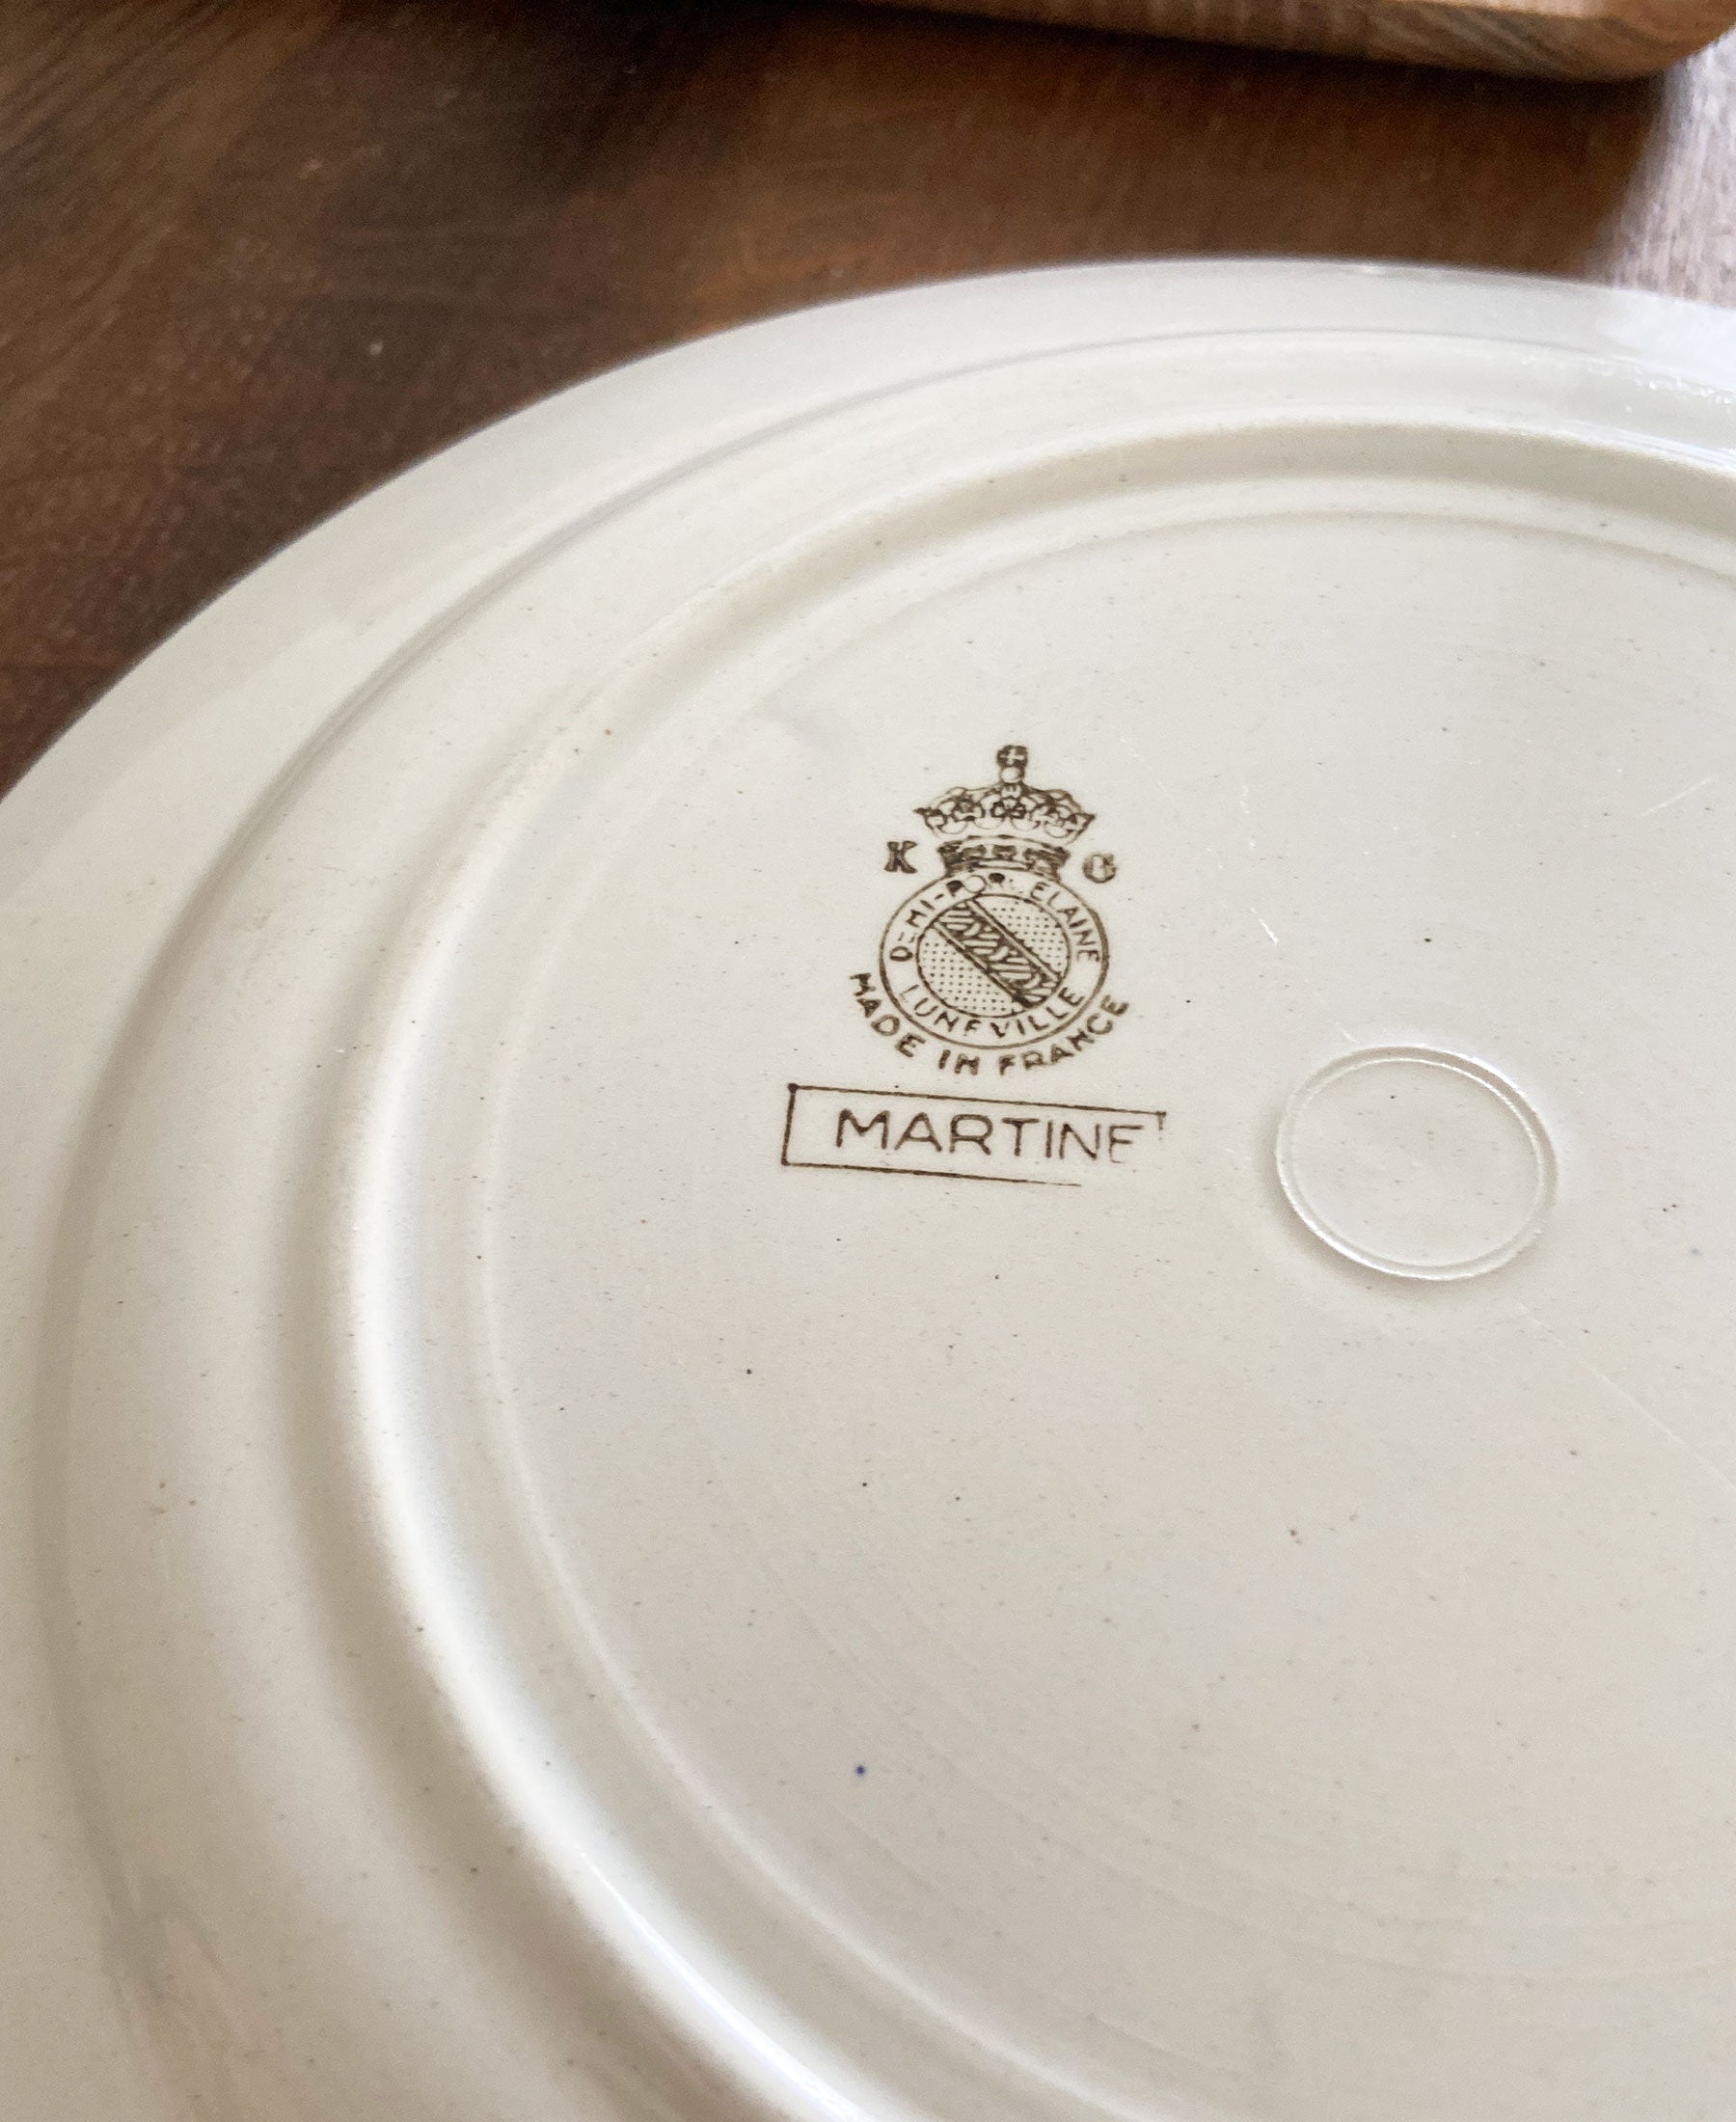 K G
DEMI-PORCELAINE
LUNEVILLE
MADE IN FRANCE
MARTINE